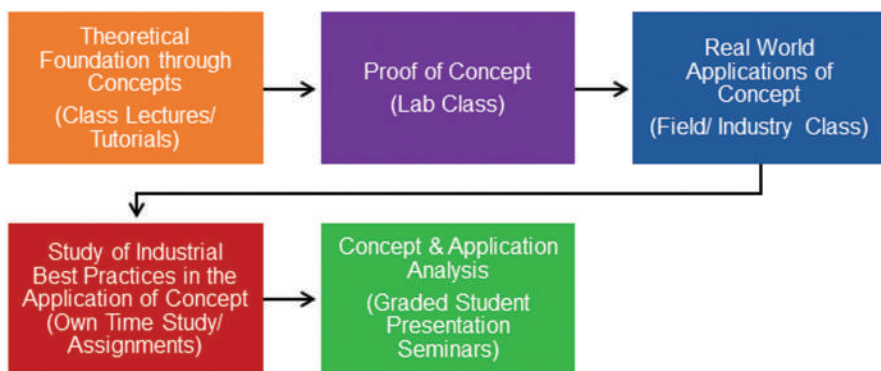 Theoretical
Foundation through
Concepts
(Class Lectures/
Tutorials)
Proof of Concept
(Lab Class)
Real World
Applications of
Concept
(Field/ Industry Class)
Study of Industrial
Best Practices in the
Application of Concept
(Own Time Study/
Assignments)
Concept & Application
Analysis
(Graded Student
Presentation
Seminars)